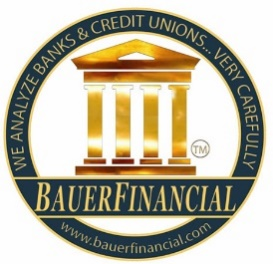 WE ANALYZE BANKS & CREDIT UNIONS... VERY CAREFULLY
TM
BAUERFINANCIAL
www.bauerfinancial.com